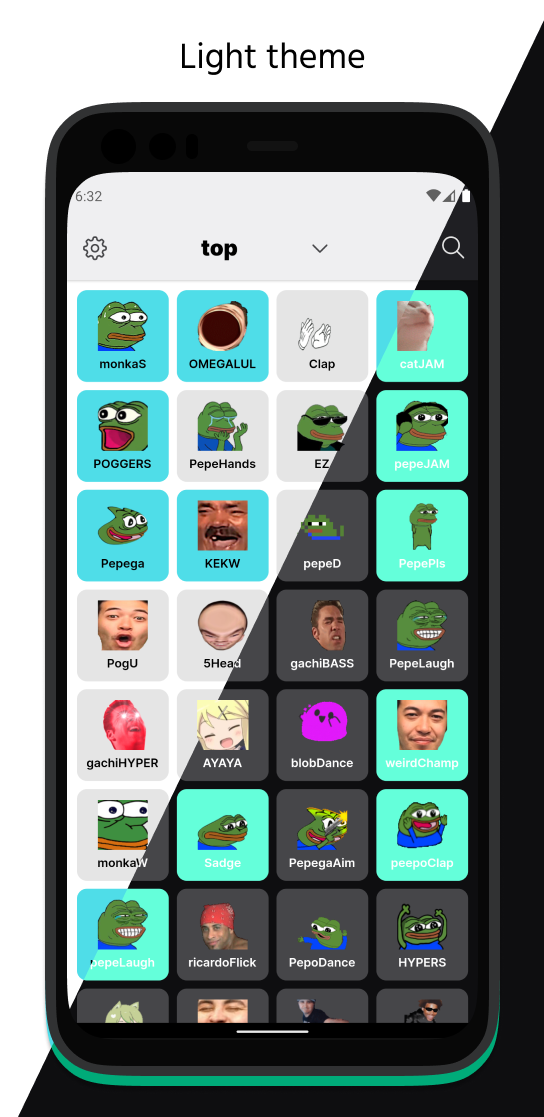 Light theme
6:32
top
monkaS OMEGALUL Clap catJAM
POGGERS PepeHands EZ pepeJAM
Pepega KEKW pepeD PepePls
PogU 5Head gachiBASS PepeLaugh
gachiHYPER AYAYA blobDance weirdChamp
monkaW Sadge PepegaAim peepoClap
pepeLaugh ricardoFlick PepoDance HYPERS